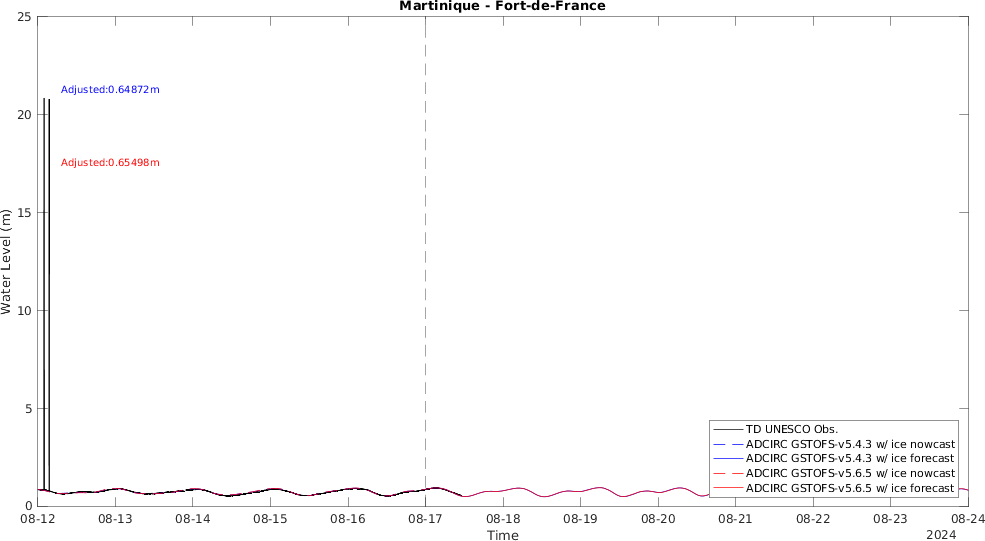 Martinique - Fort-de-France
25
20
15
10
5
0
Water Level (m)
Adjusted:0.64872m
Adjusted:0.65498m
TD UNESCO Obs.
ADCIRC GSTOFS-v5.4.3 w/ ice nowcast
ADCIRC GSTOFS-v5.4.3 w/ ice forecast
ADCIRC GSTOFS-v5.6.5 w/ ice nowcast
ADCIRC GSTOFS-v5.6.5 w/ ice forecast
08-12 08-13 08-14 08-15 08-16 08-17 08-18 08-19 08-20 08-21 08-22 08-23 08-24
Time
2024